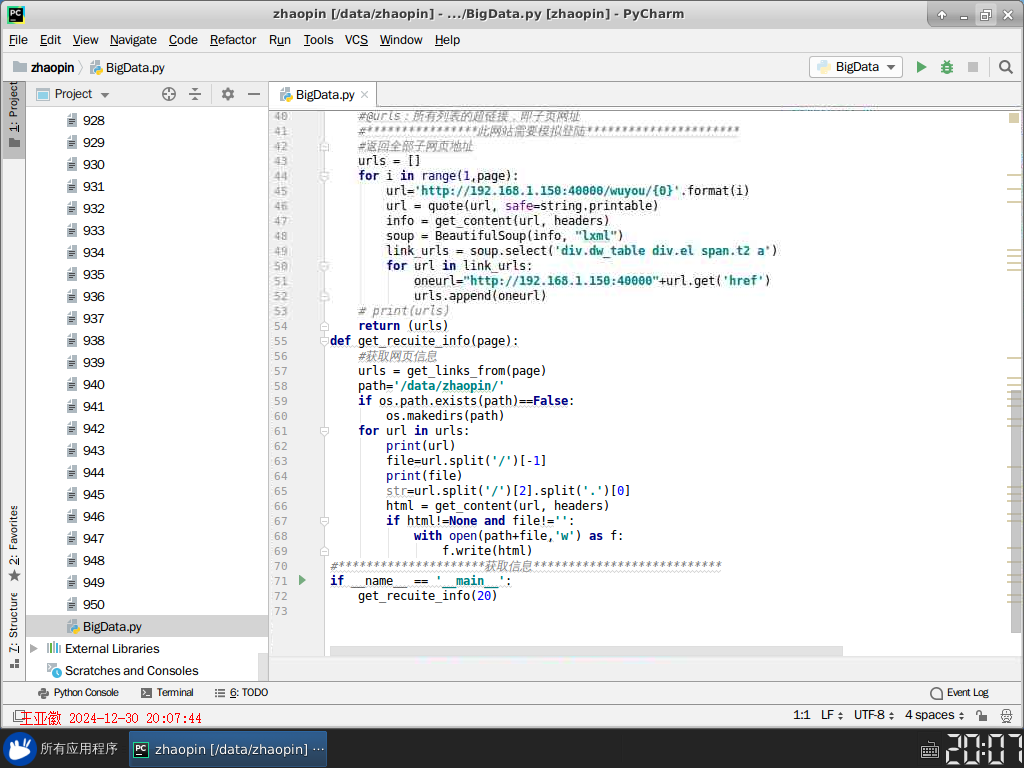 zhaopin [/data/zhaopin] - .../BigData.py [zhaopin] - PyCharm
File Edit View Navigate Code Refactor Run Tools VCS Window Help
zhaopin BigData.py BigData
Project BigData.py
1: Project
2: Favorites
7: Structure
928
929
930
931
932
933
934
935
936
937
938
939
940
941
942
943
944
945
946
947
948
949
950
BigData.py
External Libraries
Scratches and Consoles
40 #@urls：所有列表的超链接，即子页网址
41 #****************此网站需要模拟登陆**********************
42 #返回全部子网页地址
43 urls = []
44 for i in range(1,page):
45 url='http://192.168.1.150:40000/wuyou/{0}'.format(i)
46 url = quote(url, safe=string.printable)
47 info = get_content(url, headers)
48 soup = BeautifulSoup(info, "lxml")
49 link_urls = soup.select('div.dw_table div.el span.t2 a')
50 for url in link_urls:
51 oneurl="http://192.168.1.150:40000"+url.get('href')
52 urls.append(oneurl)
53 # print(urls)
54 return (urls)
55 def get_recuite_info(page):
56 #获取网页信息
57 urls = get_links_from(page)
58 path='/data/zhaopin/'
59 if os.path.exists(path)==False:
60 os.makedirs(path)
61 for url in urls:
62 print(url)
63 file=url.split('/')[-1]
64 print(file)
65 str=url.split('/')[2].split('.')[0]
66 html = get_content(url, headers)
67 if html!=None and file!='':
68 with open(path+file,'w') as f:
69 f.write(html)
70 #*********************获取信息***************************
71 if __name__ == '__main__':
72 get_recuite_info(20)
73
Python Console Terminal 6: TODO Event Log
王亚徽 2024-12-30 20:07:44 1:1 LF UTF-8 4 spaces
所有应用程序 zhaopin [/data/zhaopin] ... 20:07